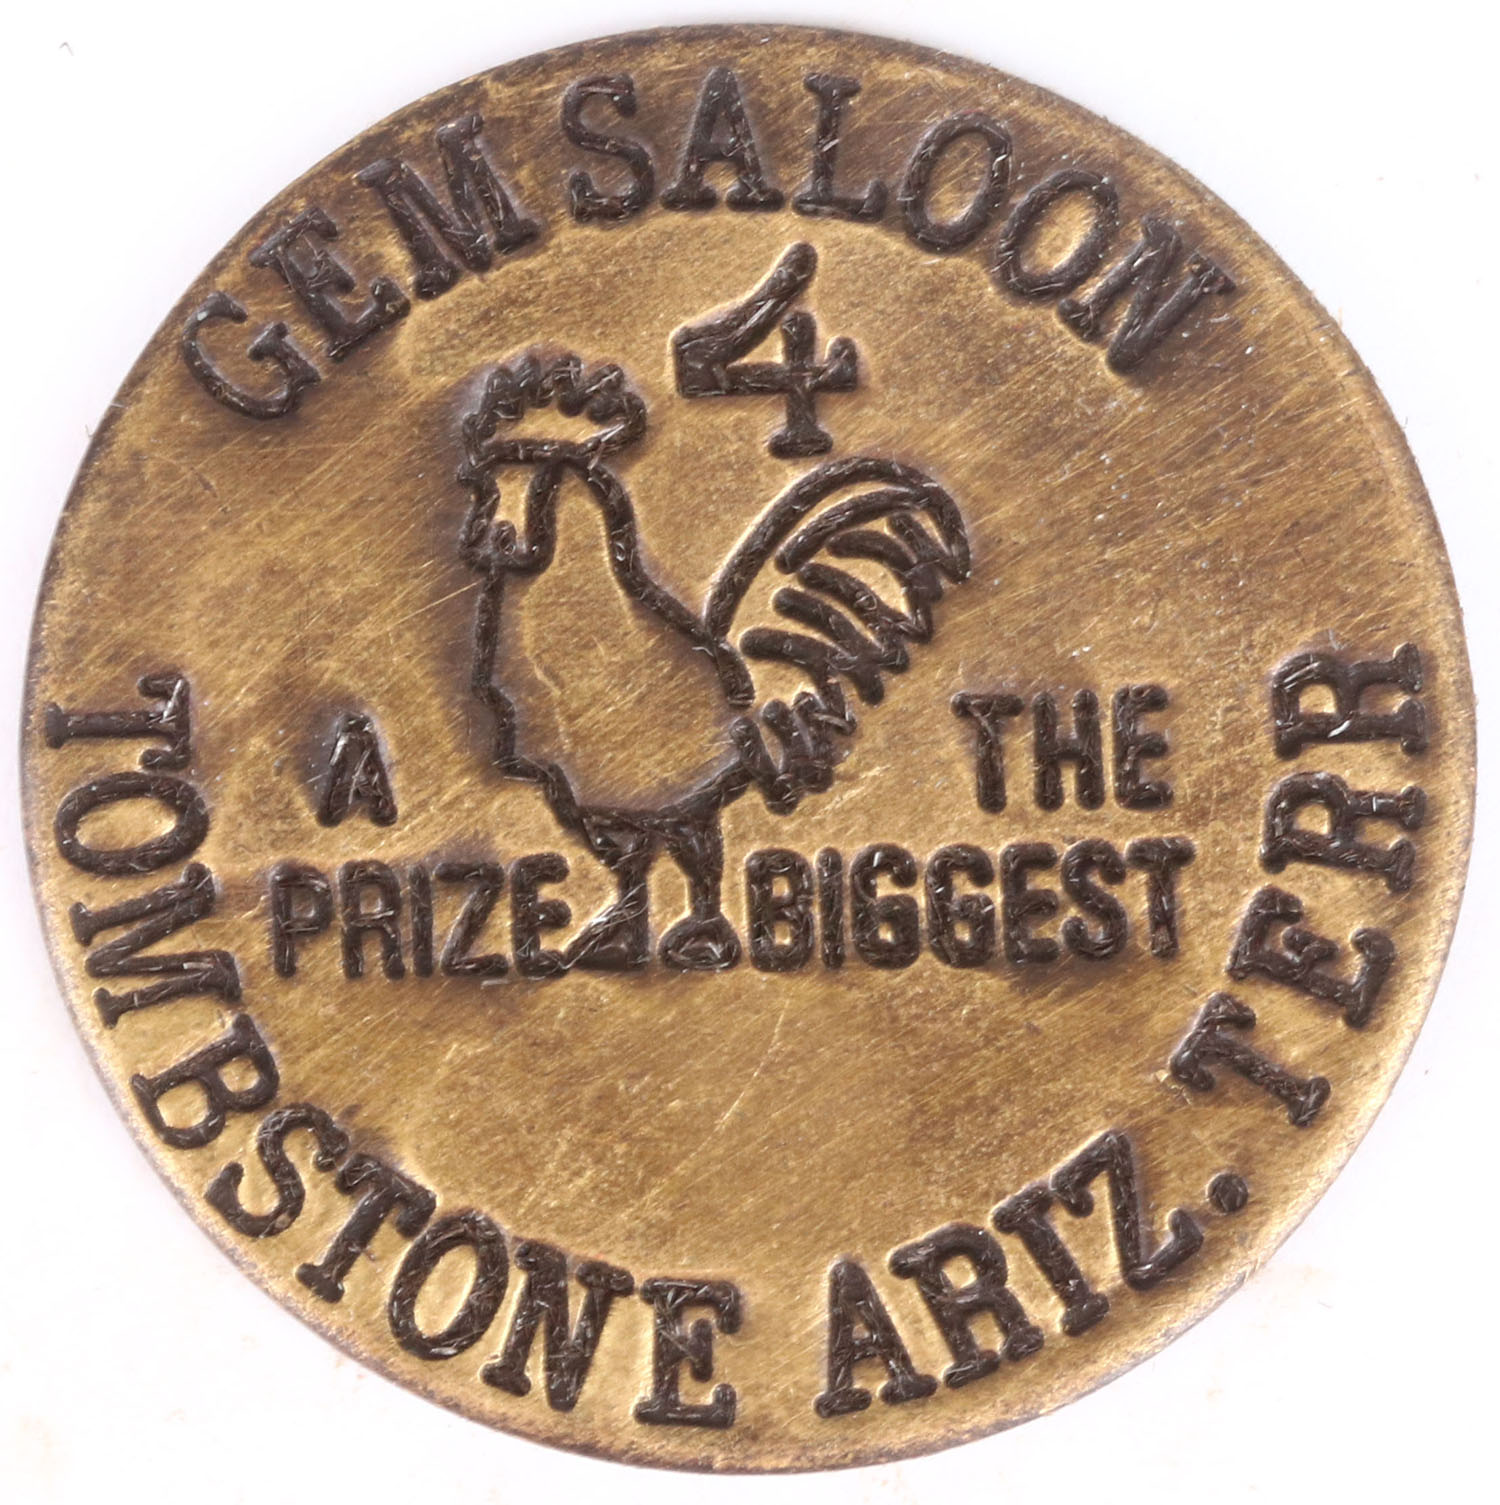 GEM SALOON
4
A PRIZE
THE BIGGEST
TOMBSTONE ARIZ. TERR